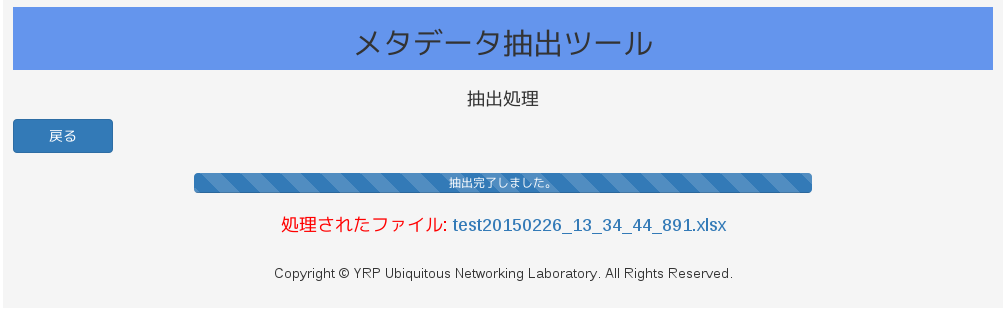 メタデータ抽出ツール
抽出処理
戻る
抽出完了しました。
処理されたファイル: test20150226_13_34_44_891.xlsx
Copyright © YRP Ubiquitous Networking Laboratory. All Rights Reserved.